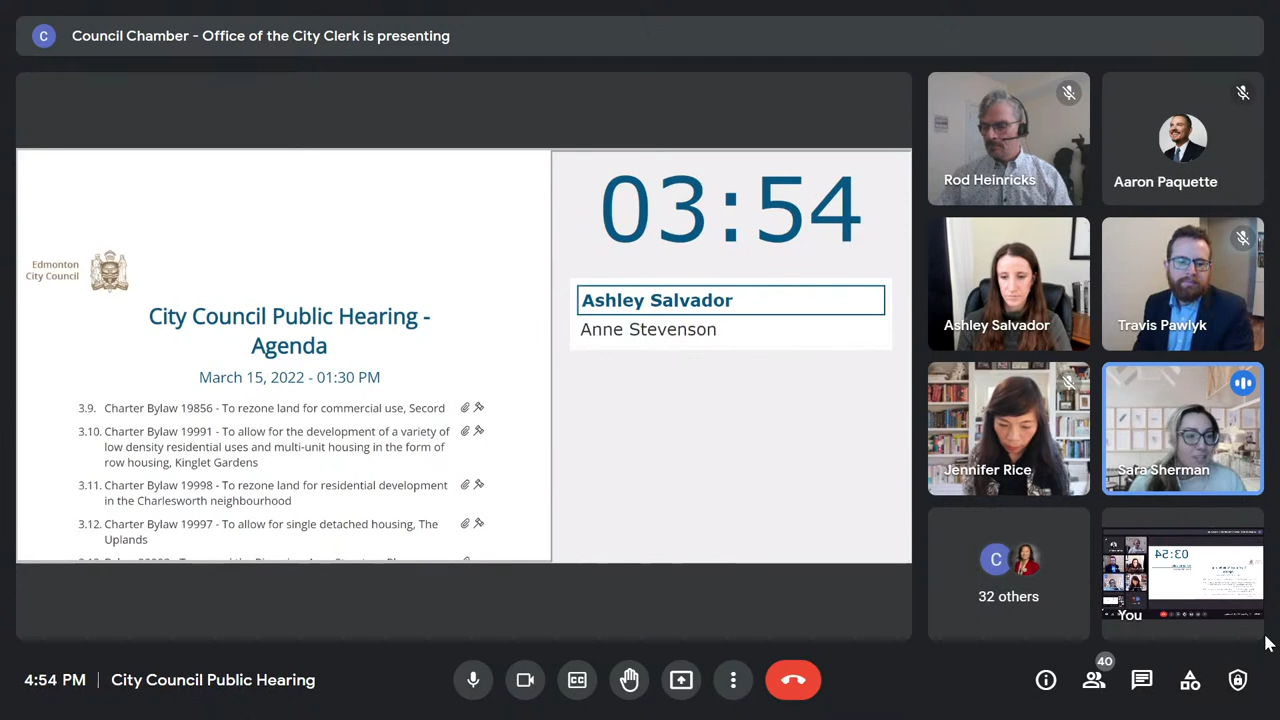 C Council Chamber - Office of the City Clerk is presenting
Edmonton
City Council
City Council Public Hearing -
Agenda
March 15, 2022 - 01:30 PM
3.9. Charter Bylaw 19856 - To rezone land for commercial use, Secord
3.10. Charter Bylaw 19991 - To allow for the development of a variety of
low density residential uses and multi-unit housing in the form of
row housing, Kinglet Gardens
3.11. Charter Bylaw 19998 - To rezone land for residential development
in the Charlesworth neighbourhood
3.12. Charter Bylaw 19997 - To allow for single detached housing, The
Uplands
03:54
Ashley Salvador
Anne Stevenson
Rod Heinricks
Aaron Paquette
Ashley Salvador
Travis Pawlyk
Jennifer Rice
Sara Sherman
C
32 others
03:54
You
4:54 PM | City Council Public Hearing
CC
40